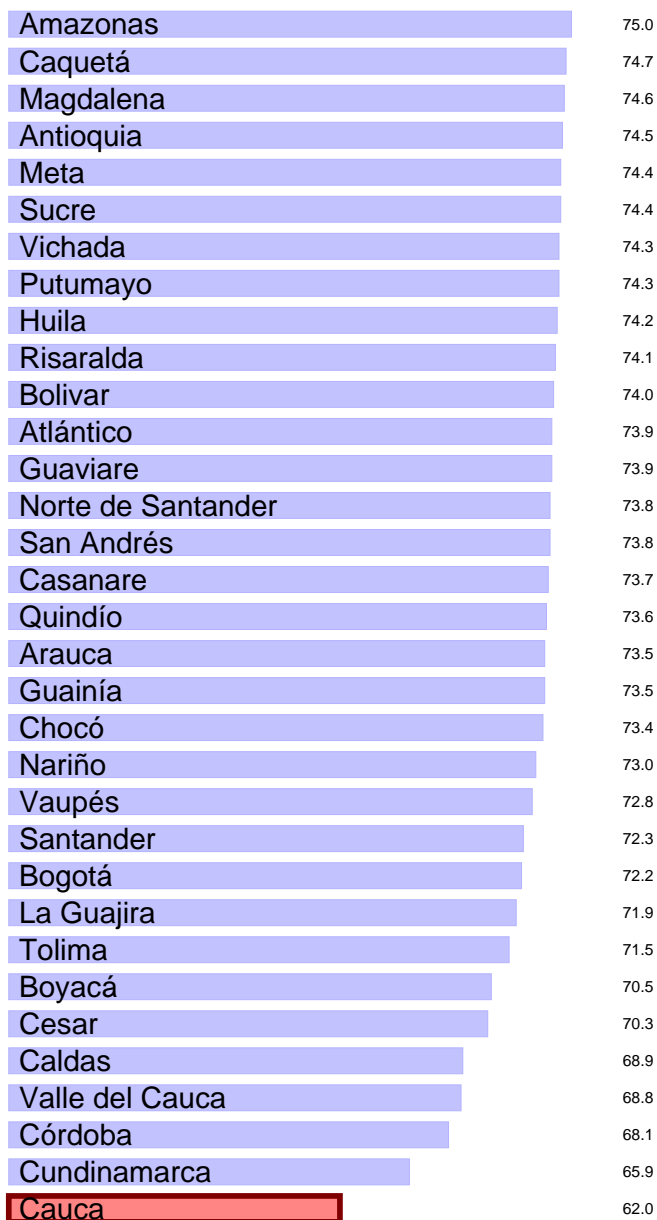 Amazonas 75.0
Caquetá 74.7
Magdalena 74.6
Antioquia 74.5
Meta 74.4
Sucre 74.4
Vichada 74.3
Putumayo 74.3
Huila 74.2
Risaralda 74.1
Bolivar 74.0
Atlántico 73.9
Guaviare 73.9
Norte de Santander 73.8
San Andrés 73.8
Casanare 73.7
Quindío 73.6
Arauca 73.5
Guainía 73.5
Chocó 73.4
Nariño 73.0
Vaupés 72.8
Santander 72.3
Bogotá 72.2
La Guajira 71.9
Tolima 71.5
Boyacá 70.5
Cesar 70.3
Caldas 68.9
Valle del Cauca 68.8
Córdoba 68.1
Cundinamarca 65.9
Cauca 62.0